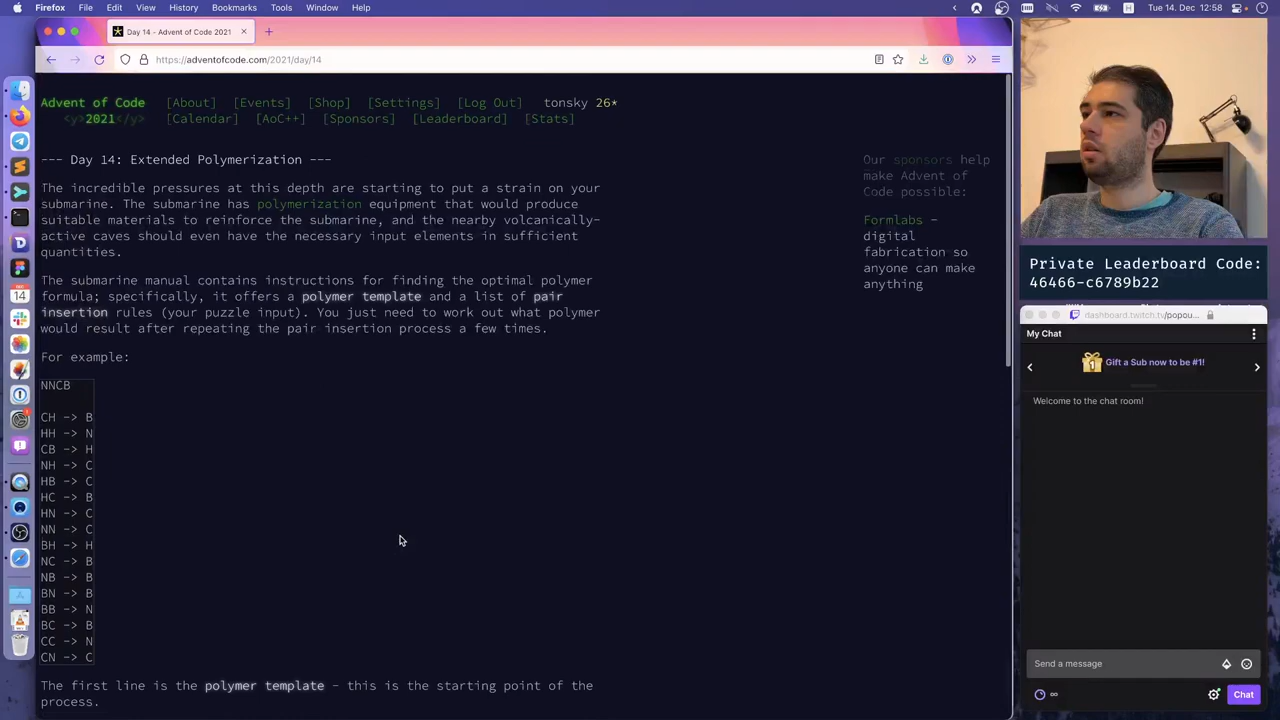 Firefox File Edit View History Bookmarks Tools Window Help
Tue 14. Dec 12:58
Day 14 - Advent of Code 2021
https://adventofcode.com/2021/day/14
Advent of Code [About] [Events] [Shop] [Settings] [Log Out] tonsky 26*
<y>2021</y> [Calendar] [AoC++] [Sponsors] [Leaderboard] [Stats]
--- Day 14: Extended Polymerization ---
The incredible pressures at this depth are starting to put a strain on your
submarine. The submarine has polymerization equipment that would produce
suitable materials to reinforce the submarine, and the nearby volcanically-
active caves should even have the necessary input elements in sufficient
quantities.
The submarine manual contains instructions for finding the optimal polymer
formula; specifically, it offers a polymer template and a list of pair
insertion rules (your puzzle input). You just need to work out what polymer
would result after repeating the pair insertion process a few times.
For example:
NNCB
CH -> B
HH -> N
CB -> H
NH -> C
HB -> C
HC -> B
HN -> C
NN -> C
BH -> H
NC -> B
NB -> B
BN -> B
BB -> N
BC -> B
CC -> N
CN -> C
The first line is the polymer template - this is the starting point of the
process.
Our sponsors help
make Advent of
Code possible:
Formlabs -
digital
fabrication so
anyone can make
anything
Private Leaderboard Code:
46466-c6789b22
dashboard.twitch.tv/popou...
My Chat
Gift a Sub now to be #1!
Welcome to the chat room!
Send a message
Chat